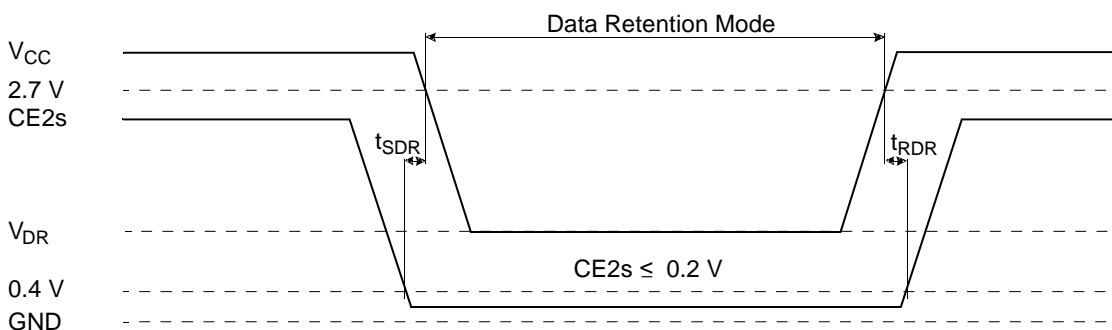 Data Retention Mode
VCC
2.7 V
CE2s
tSDR
tRDR
VDR
CE2s ≤ 0.2 V
0.4 V
GND